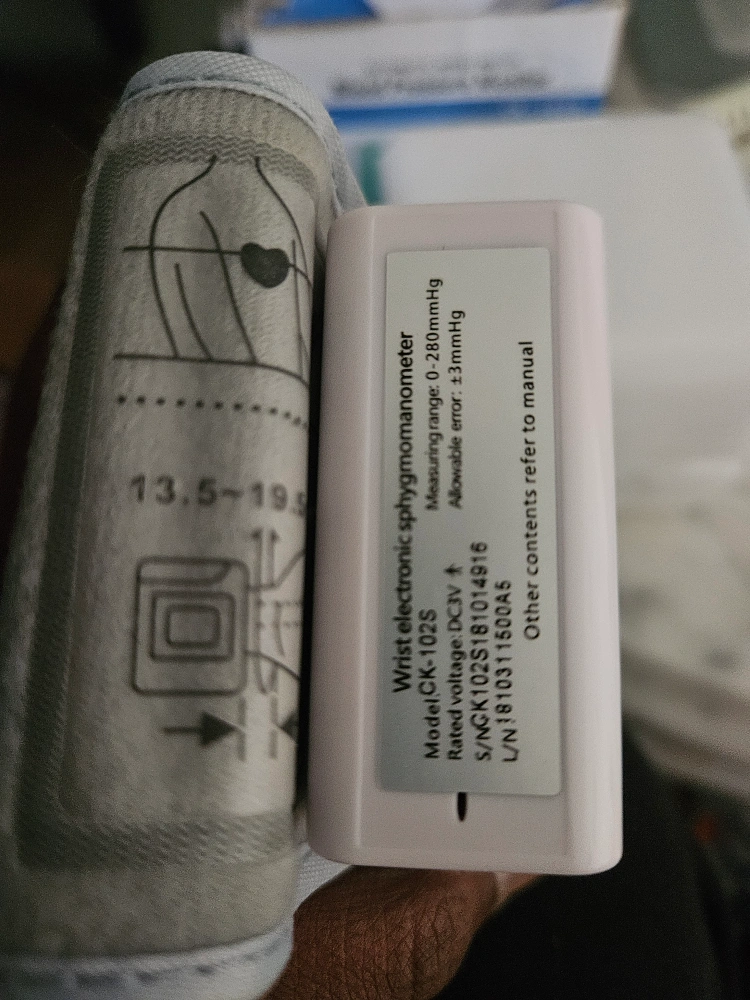 Wrist electronic sphygmomanometer
Model:CK-102S
Measuring range: 0-280mmHg
Rated voltage: DC3V
Allowable error: ±3mmHg
S/N:CK102S181014916
L/N:1810311500A5
Other contents refer to manual
13.5~19.5